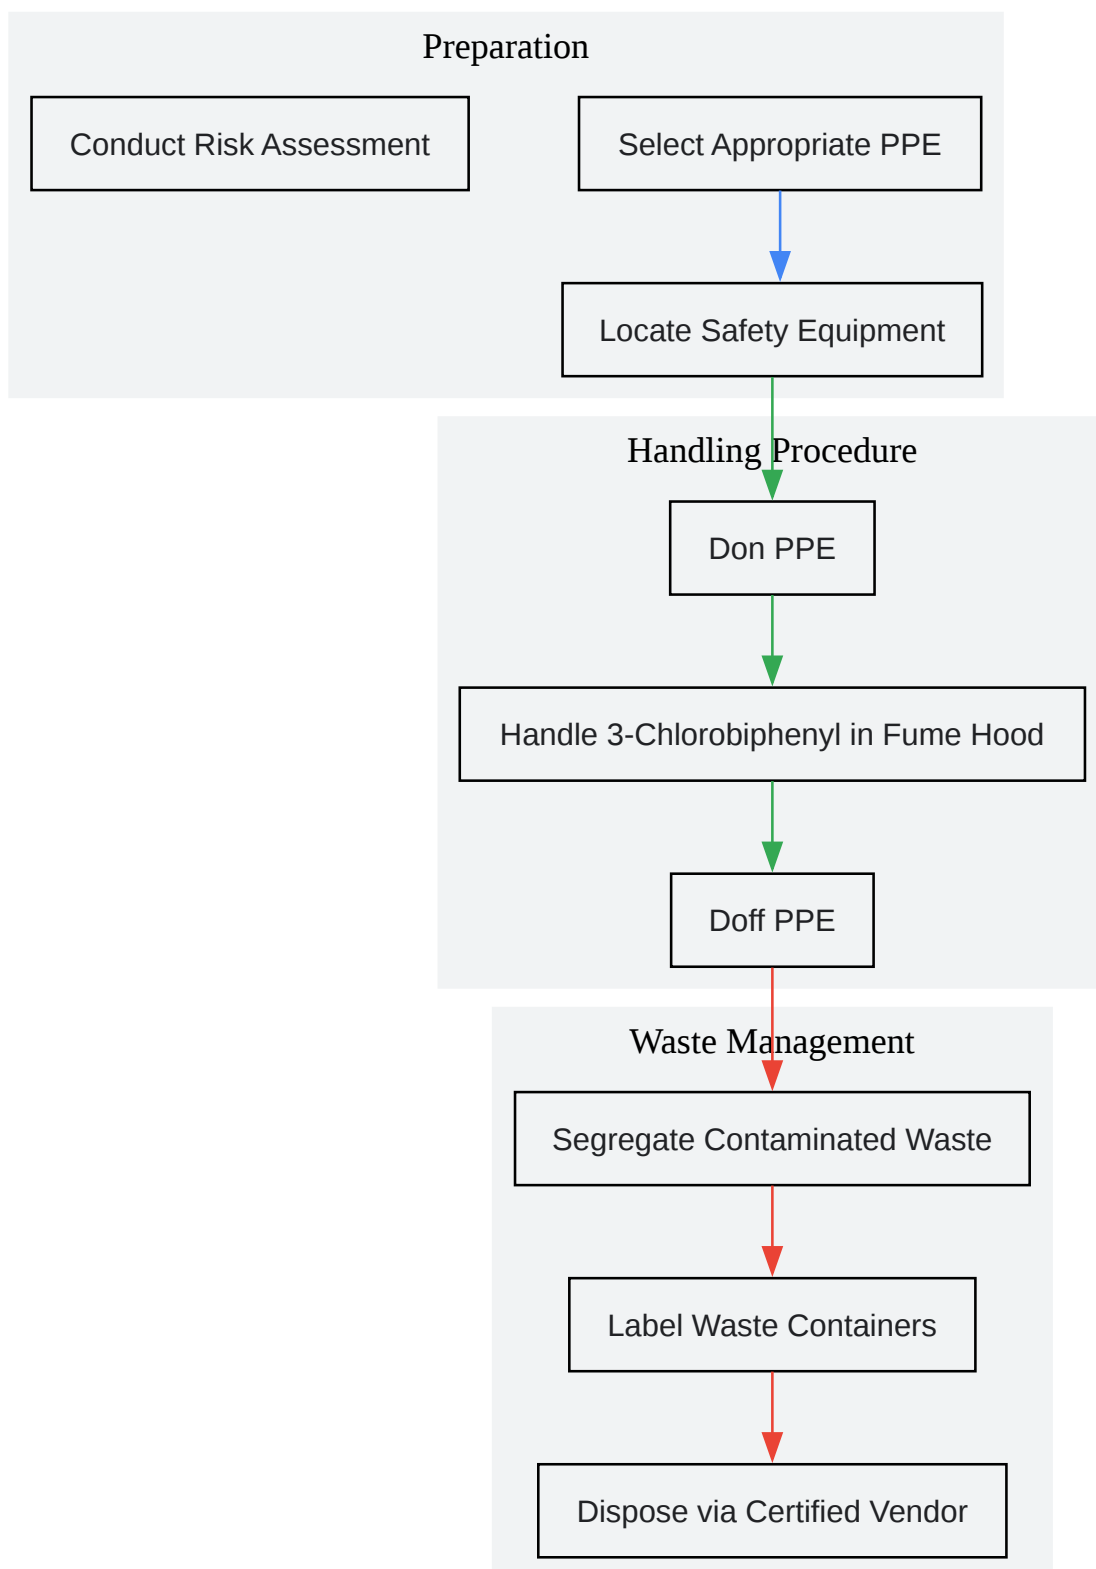 Preparation
Conduct Risk Assessment
Select Appropriate PPE
Locate Safety Equipment
Handling Procedure
Don PPE
Handle 3-Chlorobiphenyl in Fume Hood
Doff PPE
Waste Management
Segregate Contaminated Waste
Label Waste Containers
Dispose via Certified Vendor